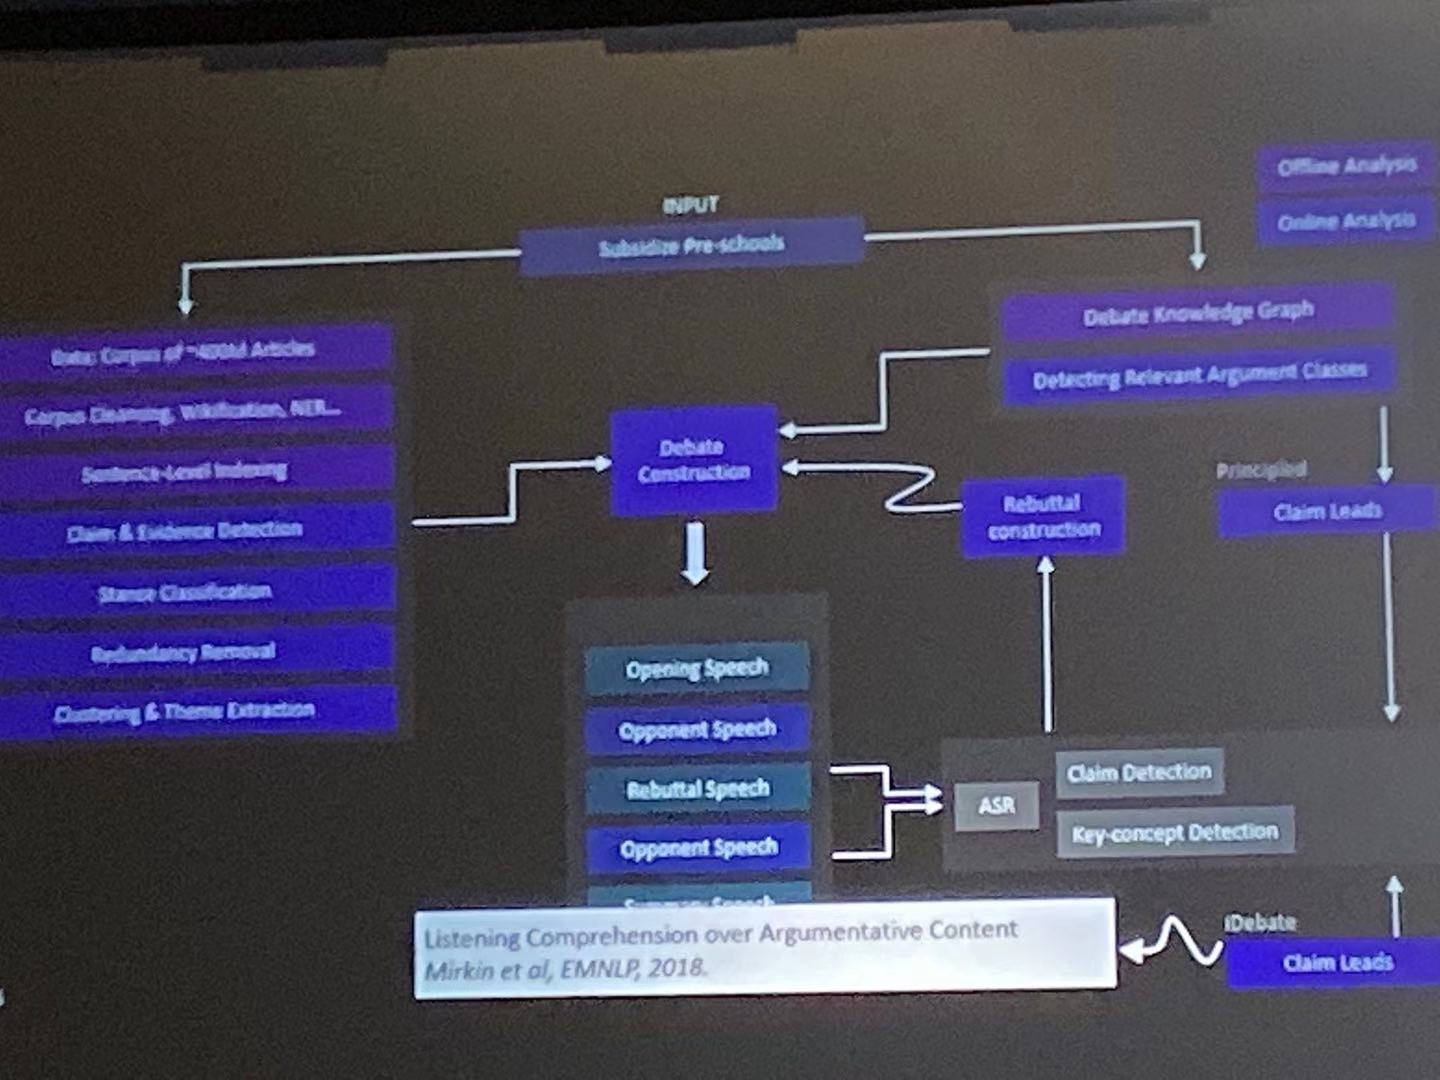 Offline Analysis
Online Analysis
INPUT
Subsidize Pre-schools
Data: Corpus of ~400M Articles
Corpus Cleansing, Wikification, NER...
Sentence-Level Indexing
Claim & Evidence Detection
Stance Classification
Redundancy Removal
Clustering & Theme Extraction
Debate Knowledge Graph
Detecting Relevant Argument Classes
Debate
Construction
Rebuttal
construction
Principled
Claim Leads
Opening Speech
Opponent Speech
Rebuttal Speech
Opponent Speech
Summary Speech
ASR
Claim Detection
Key-concept Detection
iDebate
Claim Leads
Listening Comprehension over Argumentative Content
Mirkin et al, EMNLP, 2018.